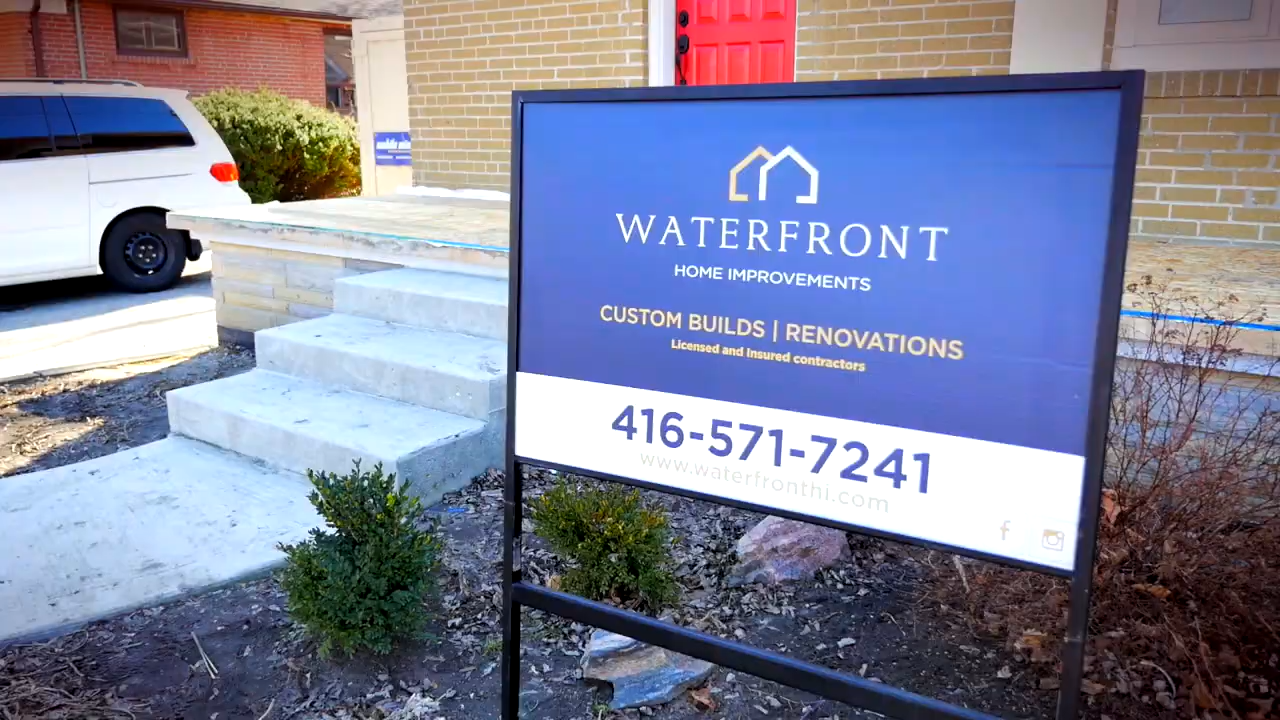 WATERFRONT
HOME IMPROVEMENTS
CUSTOM BUILDS | RENOVATIONS
Licensed and Insured contractors
416-571-7241
www.waterfronthi.com
f